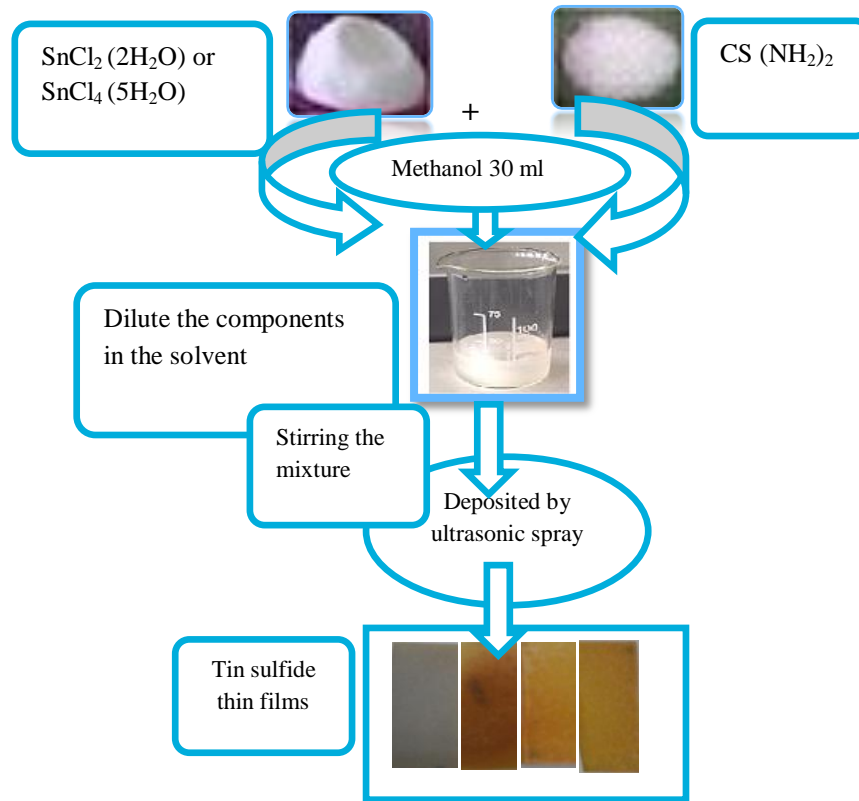 SnCl₂ (2H₂O) or
SnCl₄ (5H₂O)
+
CS (NH₂)₂
Methanol 30 ml
75
100
Dilute the components
in the solvent
Stirring the
mixture
Deposited by
ultrasonic spray
Tin sulfide
thin films